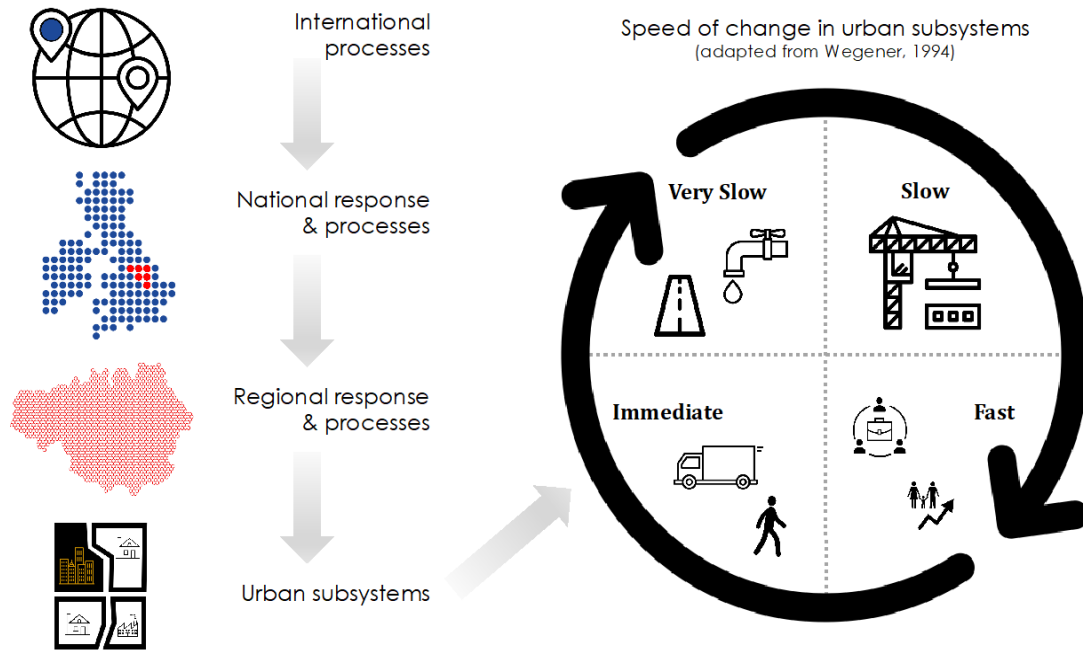 International
processes
National response
& processes
Regional response
& processes
Urban subsystems
Speed of change in urban subsystems
(adapted from Wegener, 1994)
Very Slow
Slow
Immediate
Fast